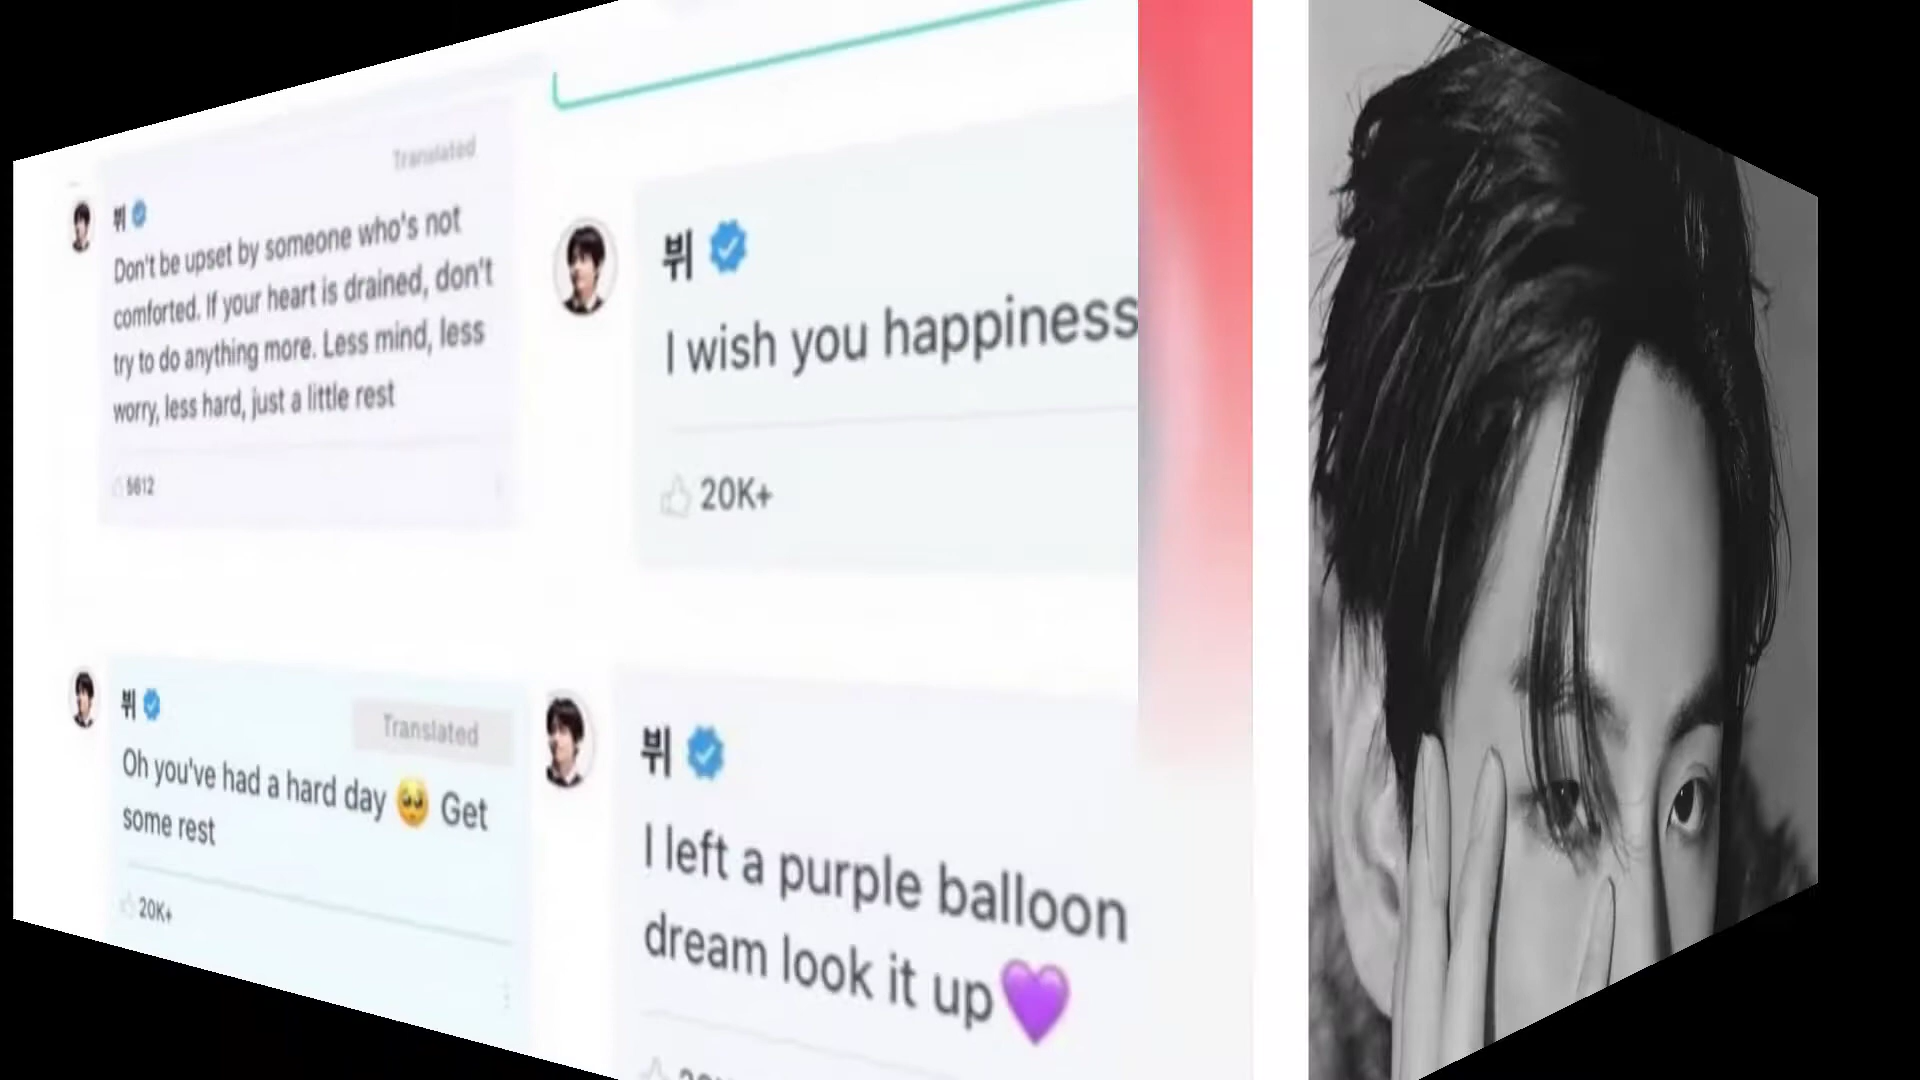 Translated
뷔
Don't be upset by someone who's not
comforted. If your heart is drained, don't
try to do anything more. Less mind, less
worry, less hard, just a little rest
5612
뷔
I wish you happiness
20K+
뷔
Translated
Oh you've had a hard day 🥺 Get
some rest
20K+
뷔
I left a purple balloon
dream look it up💜